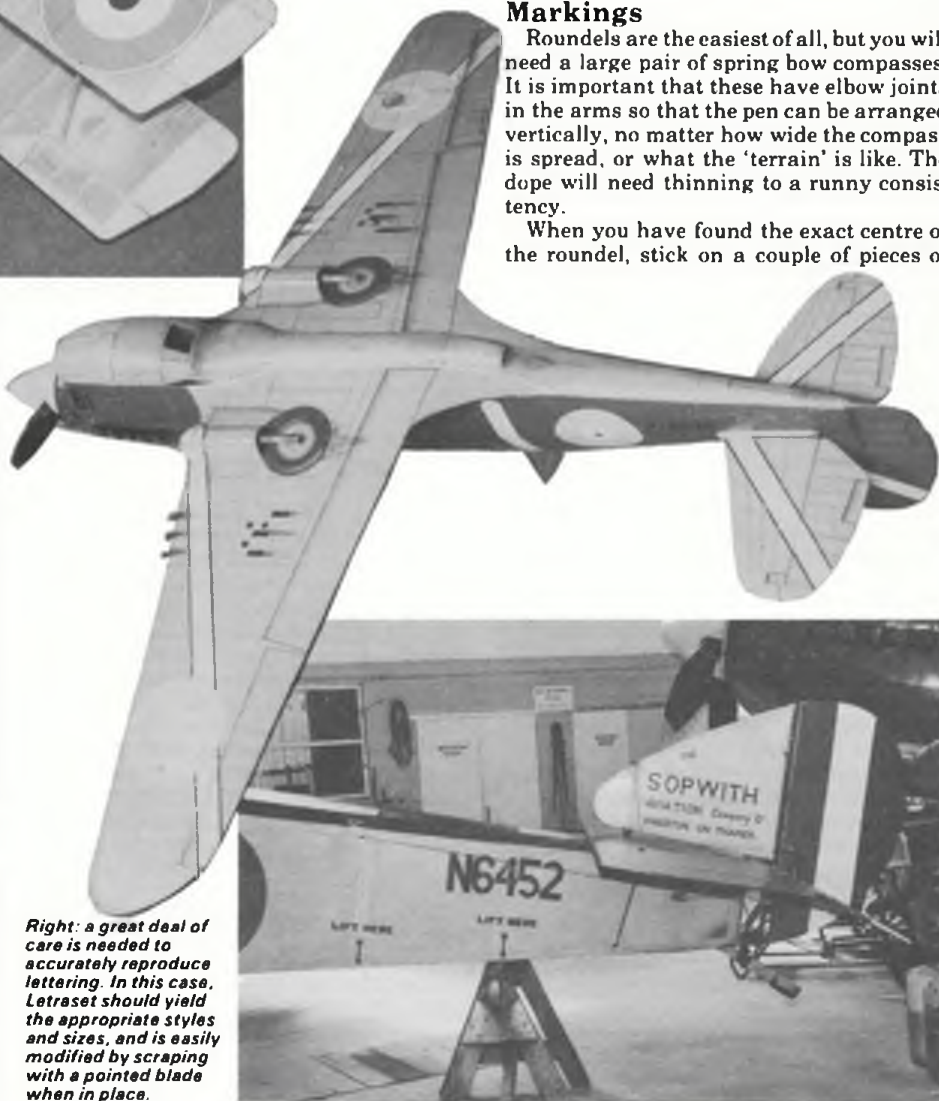 Markings
Roundels are the easiest of all, but you wil
need a large pair of spring bow compasses
It is important that these have elbow joint
in the arms so that the pen can be arranged
vertically, no matter how wide the compas
is spread, or what the 'terrain' is like. Th
dope will need thinning to a runny consis
tency.
When you have found the exact centre o
the roundel, stick on a couple of pieces o
SOPWITH
AVIATION Company
N6452
LIFT HERE
LIFT HERE
Right: a great deal of
care is needed to
accurately reproduce
lettering. In this case,
Letraset should yield
the appropriate styles
and sizes, and is easily
modified by scraping
with a pointed blade
when in place.